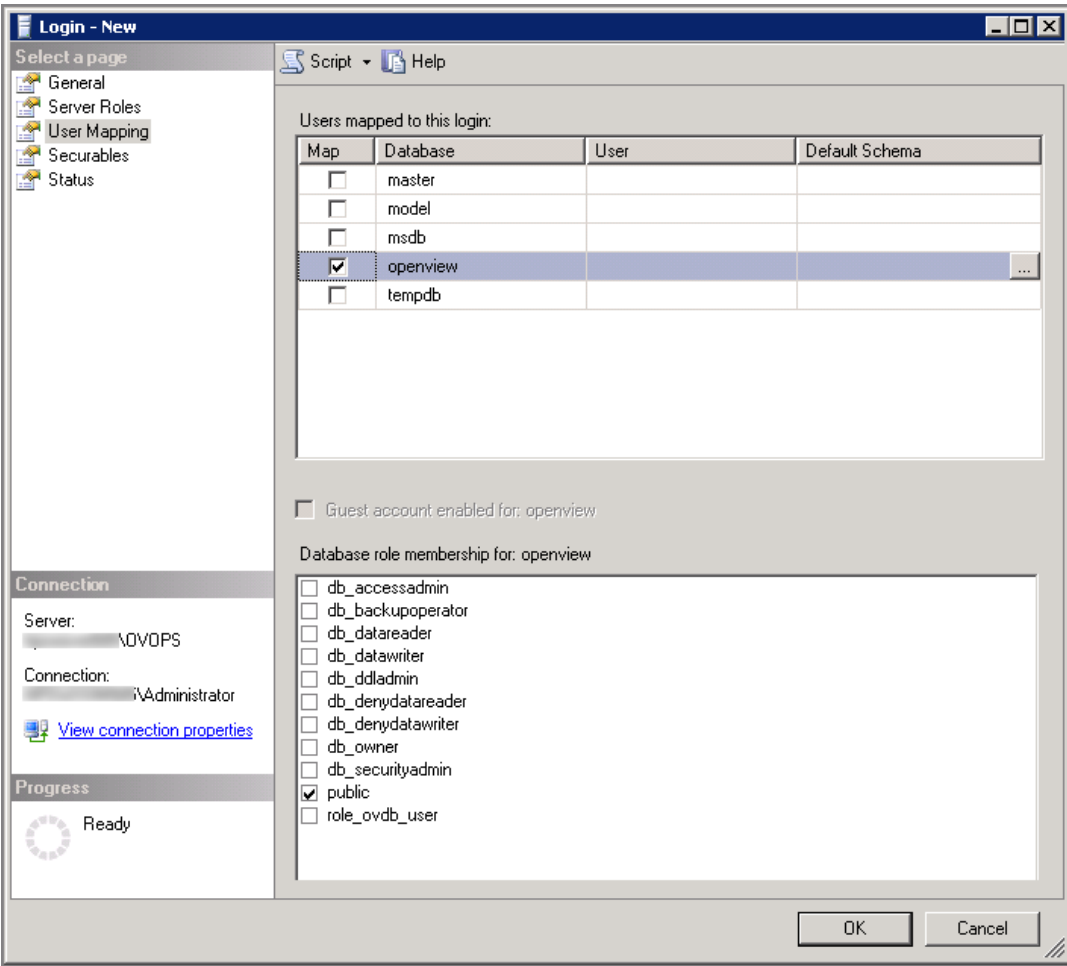 Login - New
Select a page
General
Server Roles
User Mapping
Securables
Status
Script
Help
Users mapped to this login:
Map Database User Default Schema
master
model
msdb
openview ...
tempdb
Guest account enabled for: openview
Database role membership for: openview
db_accessadmin
db_backupoperator
db_datareader
db_datawriter
db_ddladmin
db_denydatareader
db_denydatawriter
db_owner
db_securityadmin
public
role_ovdb_user
Connection
Server:
\OVOPS
Connection:
\Administrator
View connection properties
Progress
Ready
OK
Cancel